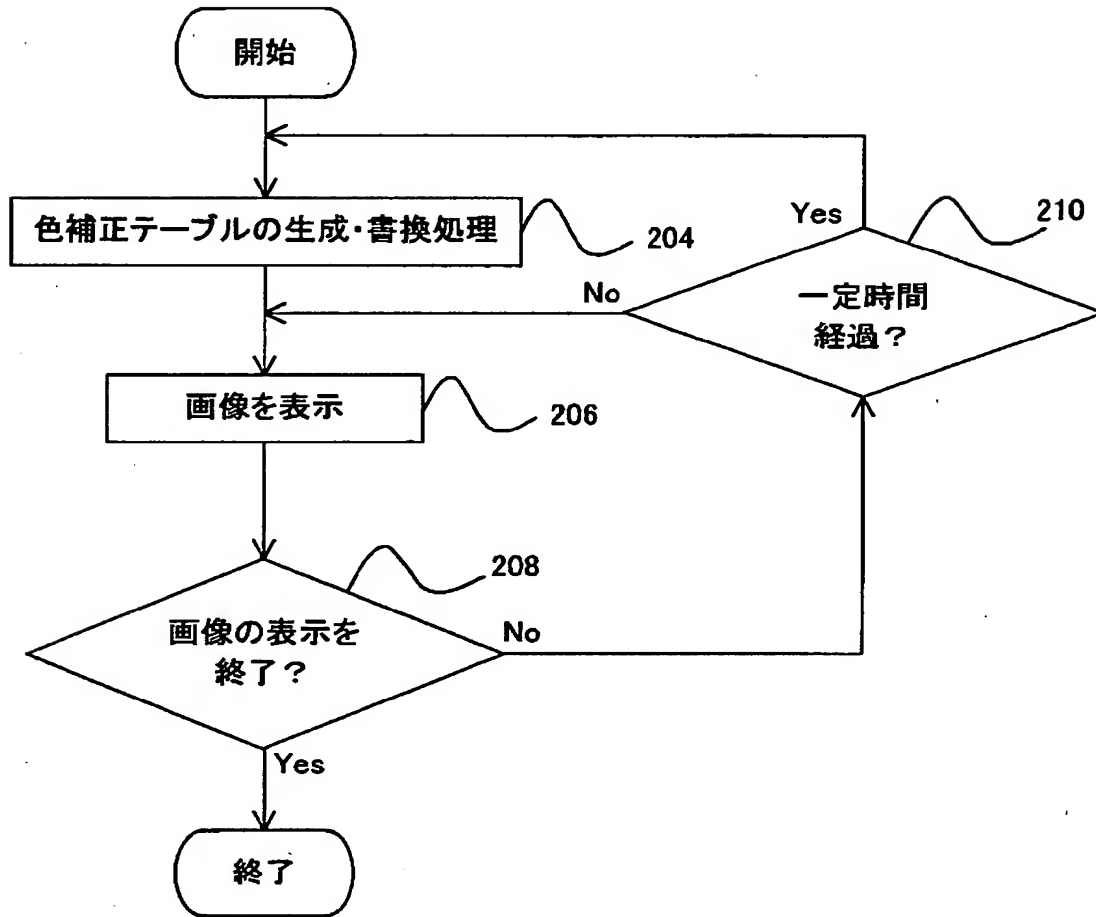 開始
色補正テーブルの生成・書換処理
204
Yes
210
No
一定時間
経過？
画像を表示
206
208
画像の表示を
終了？
No
Yes
終了